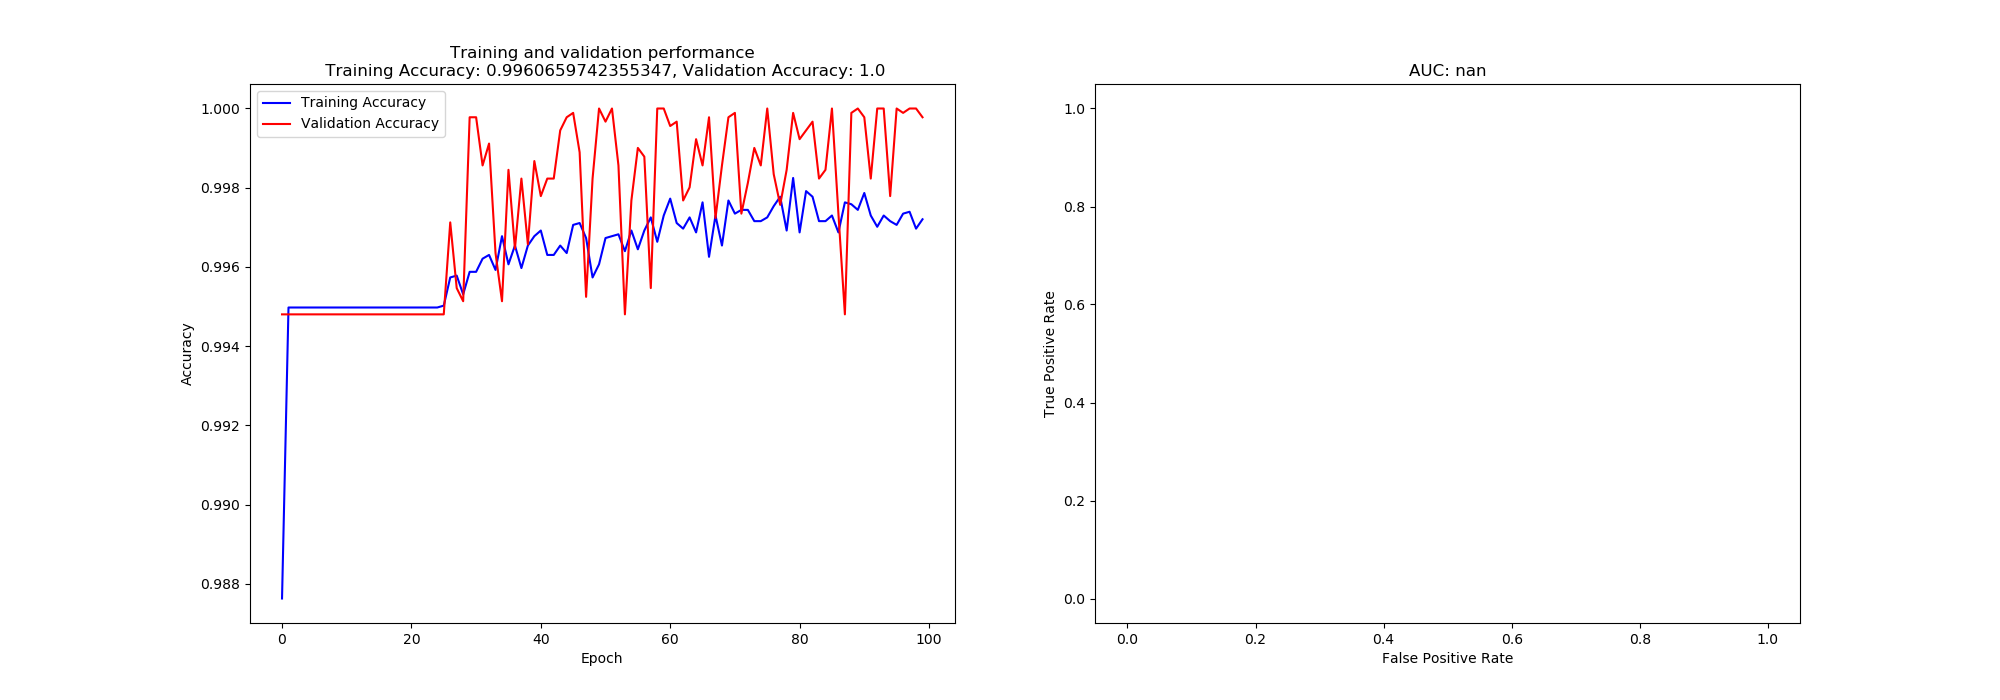 Training and validation performance
Training Accuracy: 0.9960659742355347, Validation Accuracy: 1.0
Training Accuracy
Validation Accuracy
1.000
0.998
0.996
0.994
0.992
0.990
0.988
Accuracy
0
20
40
60
80
100
Epoch
AUC: nan
1.0
0.8
0.6
0.4
0.2
0.0
True Positive Rate
0.0
0.2
0.4
0.6
0.8
1.0
False Positive Rate